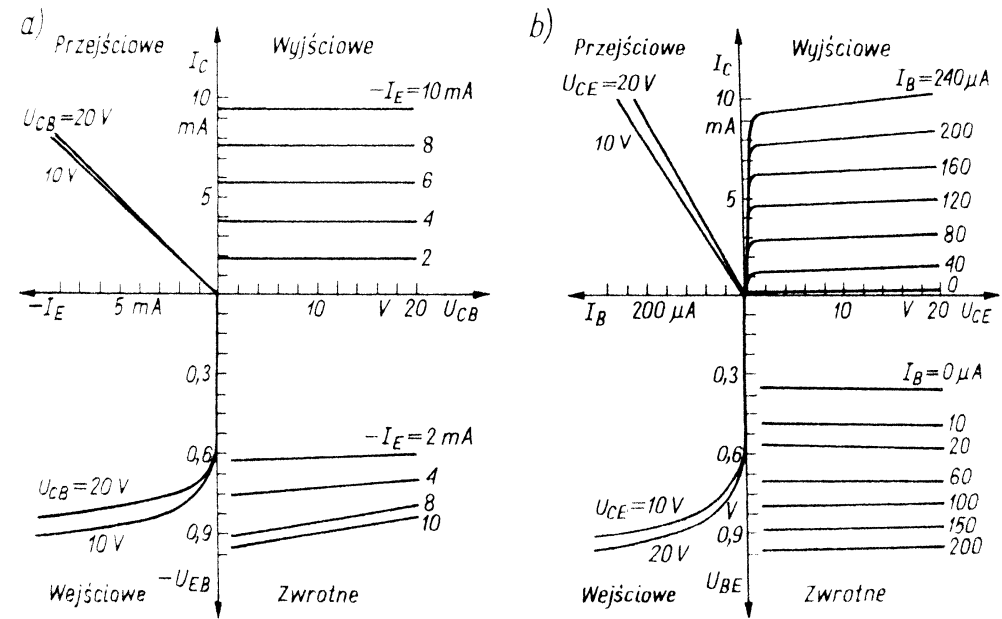 a)
Przejściowe
Wyjściowe
I_C
10
mA
5
U_CB=20 V
10 V
-I_E=10 mA
8
6
4
2
-I_E
5 mA
10
V
20
U_CB
0,3
0,6
0,9
-U_EB
-I_E=2 mA
4
8
10
U_CB=20 V
10 V
Wejściowe
Zwrotne
b)
Przejściowe
Wyjściowe
I_C
10
mA
5
U_CE=20 V
10 V
I_B=240 µA
200
160
120
80
40
0
I_B
200 µA
10
V
20
U_CE
0,3
0,6
V
0,9
U_BE
I_B=0 µA
10
20
60
100
150
200
U_CE=10 V
20 V
Wejściowe
Zwrotne